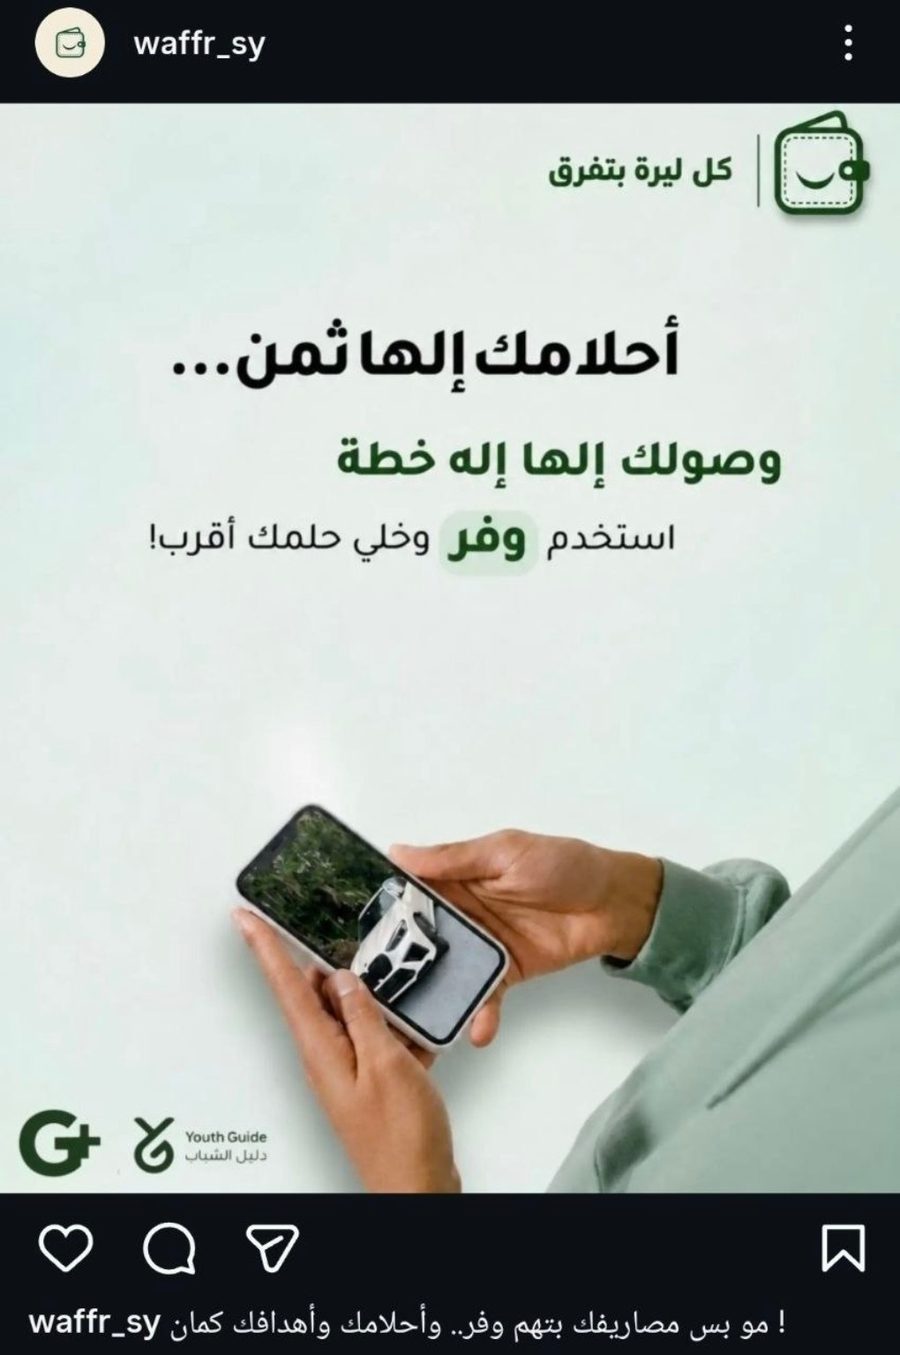 waffr_sy
كل ليرة بتفرق
أحلامك إلها ثمن...
وصولك إلها إله خطة
استخدم وفر وخلي حلمك أقرب!
G+
Youth Guide
دليل الشباب
waffr_sy مو بس مصاريفك بتهم وفر.. وأحلامك وأهدافك كمان !